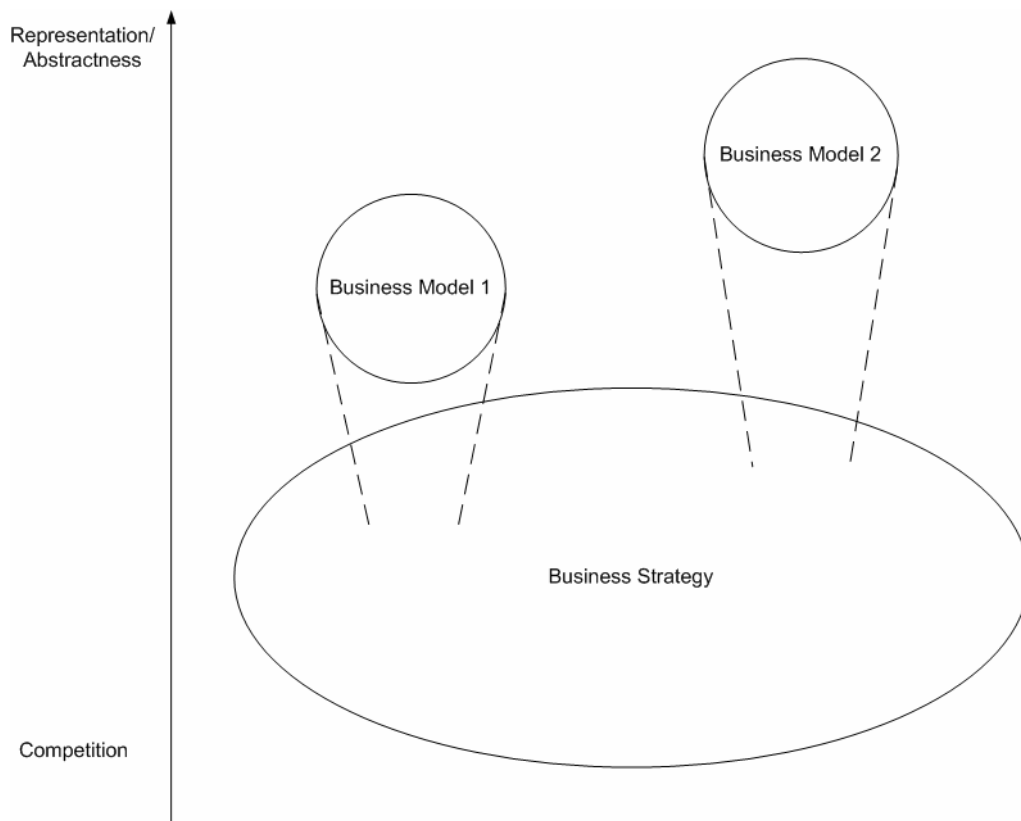 Representation/
Abstractness
Business Model 2
Business Model 1
Business Strategy
Competition